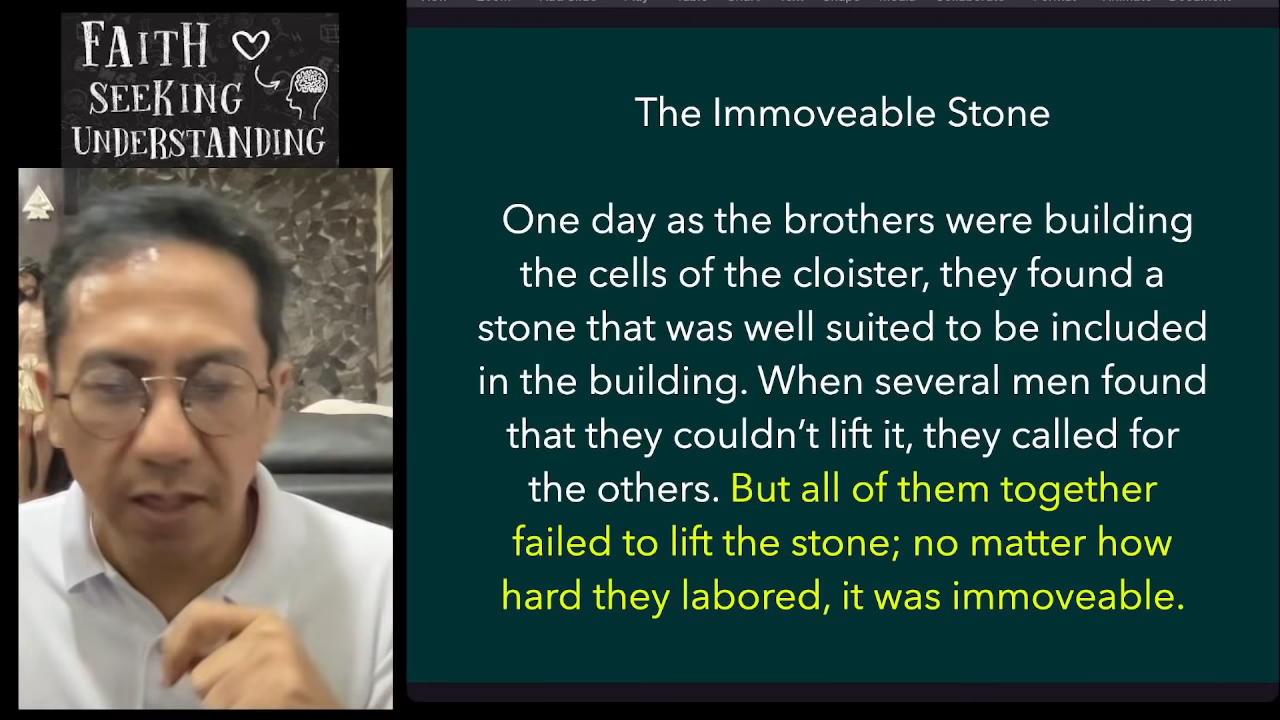 FAITH
SEEKING
UNDERSTANDING
The Immoveable Stone
One day as the brothers were building
the cells of the cloister, they found a
stone that was well suited to be included
in the building. When several men found
that they couldn’t lift it, they called for
the others. But all of them together
failed to lift the stone; no matter how
hard they labored, it was immoveable.